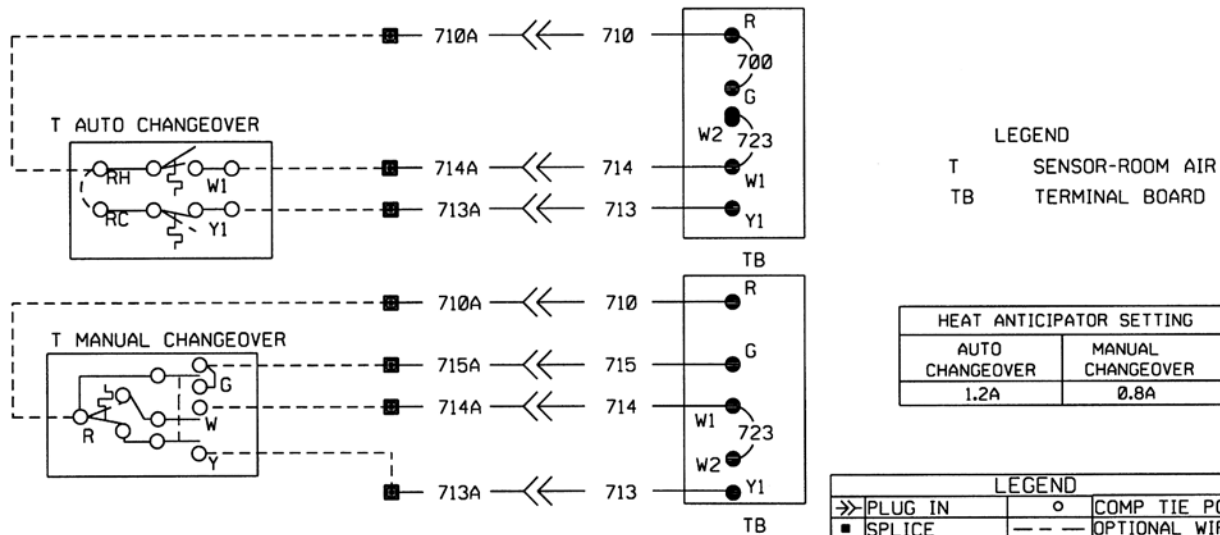 710A 710 R
700
G
T AUTO CHANGEOVER
W2 723
RH W1 714A 714 W1
RC Y1 713A 713 Y1
TB
LEGEND
T SENSOR-ROOM AIR
TB TERMINAL BOARD
710A 710 R
T MANUAL CHANGEOVER
G 715A 715 G
R W 714A 714 W1
723
W2
Y 713A 713 Y1
TB
HEAT ANTICIPATOR SETTING
AUTO CHANGEOVER MANUAL CHANGEOVER
1.2A 0.8A
LEGEND
PLUG IN COMP TIE
SPLICE OPTIONAL